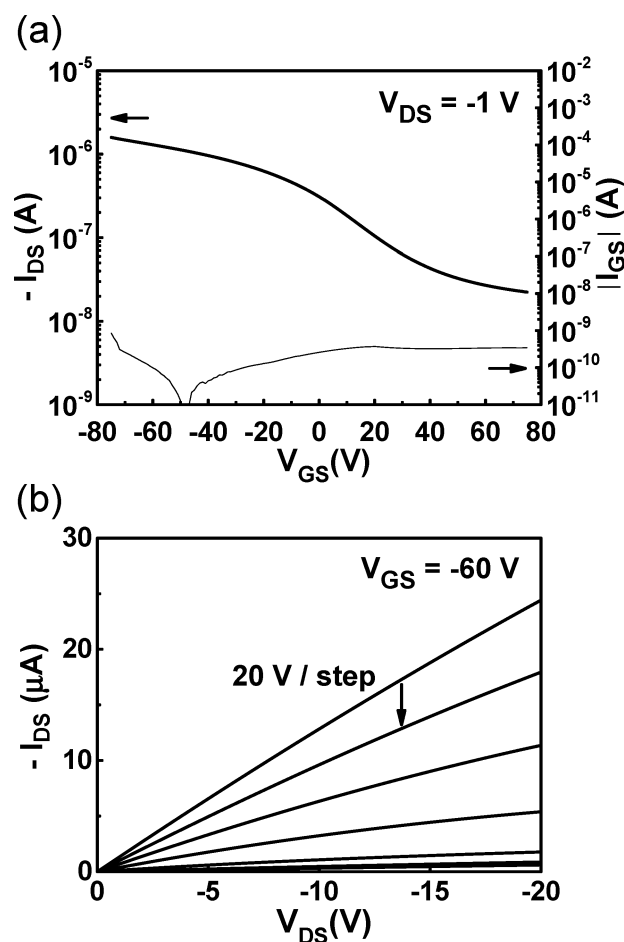 (a)
V_DS = -1 V
10^-5
10^-6
10^-7
10^-8
10^-9
- I_DS (A)
10^-2
10^-3
10^-4
10^-5
10^-6
10^-7
10^-8
10^-9
10^-10
10^-11
|I_GS| (A)
-80 -60 -40 -20 0 20 40 60 80
V_GS(V)
(b)
V_GS = -60 V
20 V / step
30
20
10
0
- I_DS (μA)
0 -5 -10 -15 -20
V_DS(V)